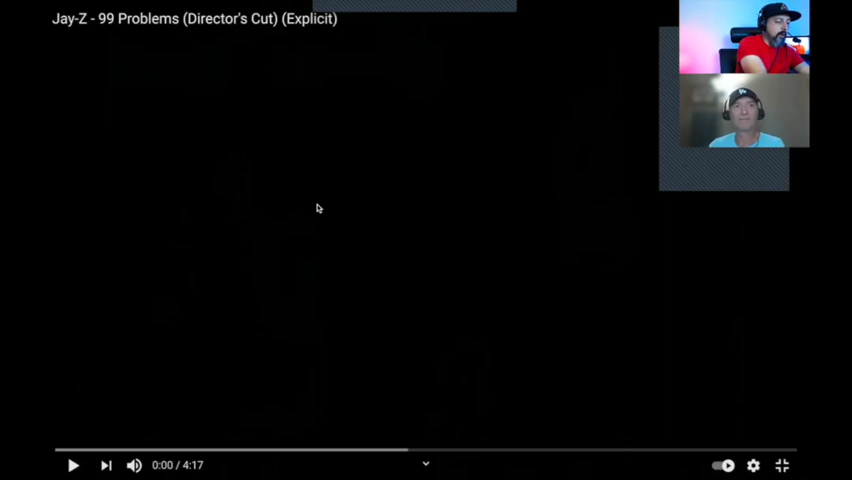 Jay-Z - 99 Problems (Director's Cut) (Explicit)
0:00 / 4:17